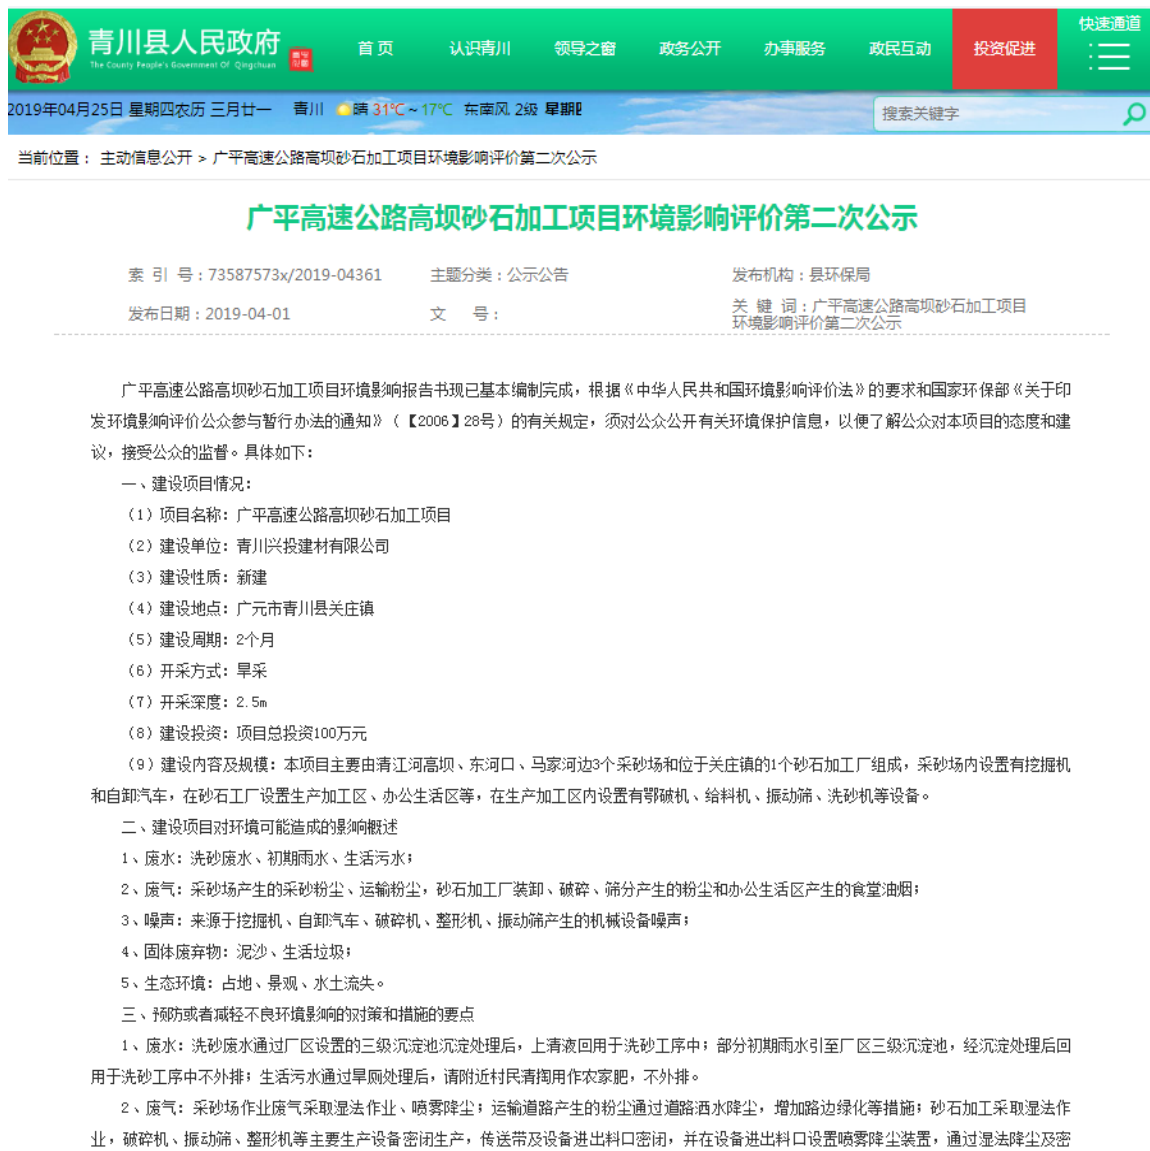 青川县人民政府
The County People's Government Of Qingchuan
首 页 认识青川 领导之窗 政务公开 办事服务 政民互动 投资促进 快速通道
2019年04月25日 星期四农历 三月廿一 青川 晴 31℃～17℃ 东南风 2级 星期
搜索关键字
当前位置： 主动信息公开 > 广平高速公路高坝砂石加工项目环境影响评价第二次公示
广平高速公路高坝砂石加工项目环境影响评价第二次公示
索 引 号：73587573x/2019-04361 主题分类：公示公告 发布机构：县环保局
发布日期：2019-04-01 文 号： 关 键 词：广平高速公路高坝砂石加工项目
环境影响评价第二次公示
广平高速公路高坝砂石加工项目环境影响报告书现已基本编制完成，根据《中华人民共和国环境影响评价法》的要求和国家环保部《关于印
发环境影响评价公众参与暂行办法的通知》（【2006】28号）的有关规定，须对公众公开有关环境保护信息，以便了解公众对本项目的态度和建
议，接受公众的监督。具体如下：
一、建设项目情况：
（1）项目名称：广平高速公路高坝砂石加工项目
（2）建设单位：青川兴投建材有限公司
（3）建设性质：新建
（4）建设地点：广元市青川县关庄镇
（5）建设周期：2个月
（6）开采方式：旱采
（7）开采深度：2.5m
（8）建设投资：项目总投资100万元
（9）建设内容及规模：本项目主要由青江河高坝、东河口、马家河边3个采砂场和位于关庄镇的1个砂石加工厂组成，采砂场内设置有挖掘机
和自卸汽车，在砂石工厂设置生产加工区、办公生活区等，在生产加工区内设置有鄂破机、给料机、振动筛、洗砂机等设备。
二、建设项目对环境可能造成的影响概述
1、废水：洗砂废水、初期雨水、生活污水；
2、废气：采砂场产生的采砂粉尘、运输粉尘，砂石加工厂装卸、破碎、筛分产生的粉尘和办公生活区产生的食堂油烟；
3、噪声：来源于挖掘机、自卸汽车、破碎机、整形机、振动筛产生的机械设备噪声；
4、固体废弃物：泥沙、生活垃圾；
5、生态环境：占地、景观、水土流失。
三、预防或者减轻不良环境影响的对策和措施的要点
1、废水：洗砂废水通过厂区设置的三级沉淀池沉淀处理后，上清液回用于洗砂工序中；部分初期雨水引至厂区三级沉淀池，经沉淀处理后回
用于洗砂工序中不外排；生活污水通过旱厕处理后，请附近村民清掏用作农家肥，不外排。
2、废气：采砂场作业废气采取湿法作业、喷雾降尘；运输道路产生的粉尘通过道路洒水降尘，增加路边绿化等措施；砂石加工采取湿法作
业，破碎机、振动筛、整形机等主要生产设备密闭生产，传送带及设备进出料口密闭，并在设备进出料口设置喷雾降尘装置，通过湿法降尘及密